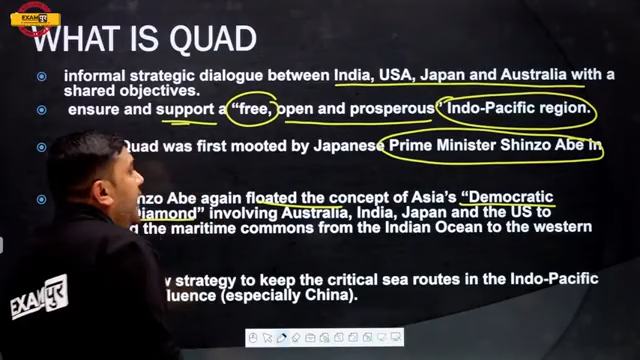 EXAMपुर
WHAT IS QUAD
informal strategic dialogue between India, USA, Japan and Australia with a
shared objectives.
ensure and support a “free, open and prosperous” Indo-Pacific region.
Quad was first mooted by Japanese Prime Minister Shinzo Abe in
nzo Abe again floated the concept of Asia’s “Democratic
Diamond” involving Australia, India, Japan and the US to
g the maritime commons from the Indian Ocean to the western
w strategy to keep the critical sea routes in the Indo-Pacific
luence (especially China).
EXAMपुर